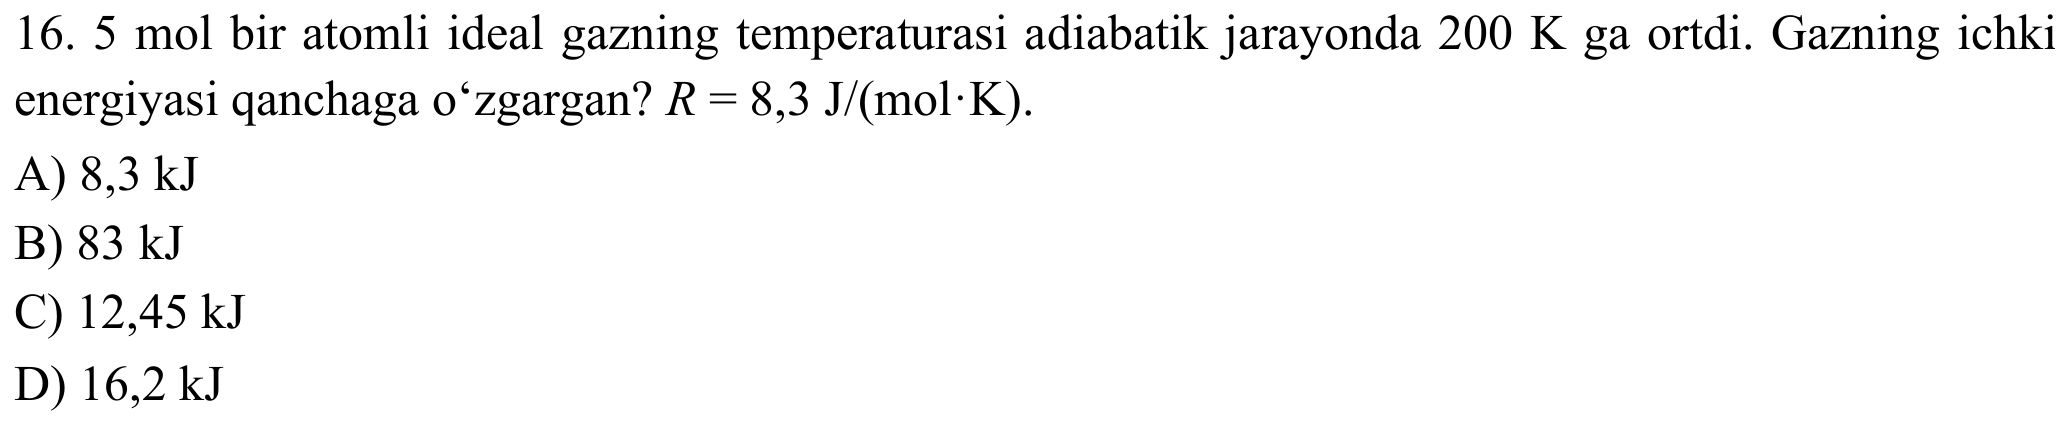 16. 5 mol bir atomli ideal gazning temperaturasi adiabatik jarayonda 200 K ga ortdi. Gazning ichki
energiyasi qanchaga o‘zgargan? R = 8,3 J/(mol·K).
A) 8,3 kJ
B) 83 kJ
C) 12,45 kJ
D) 16,2 kJ